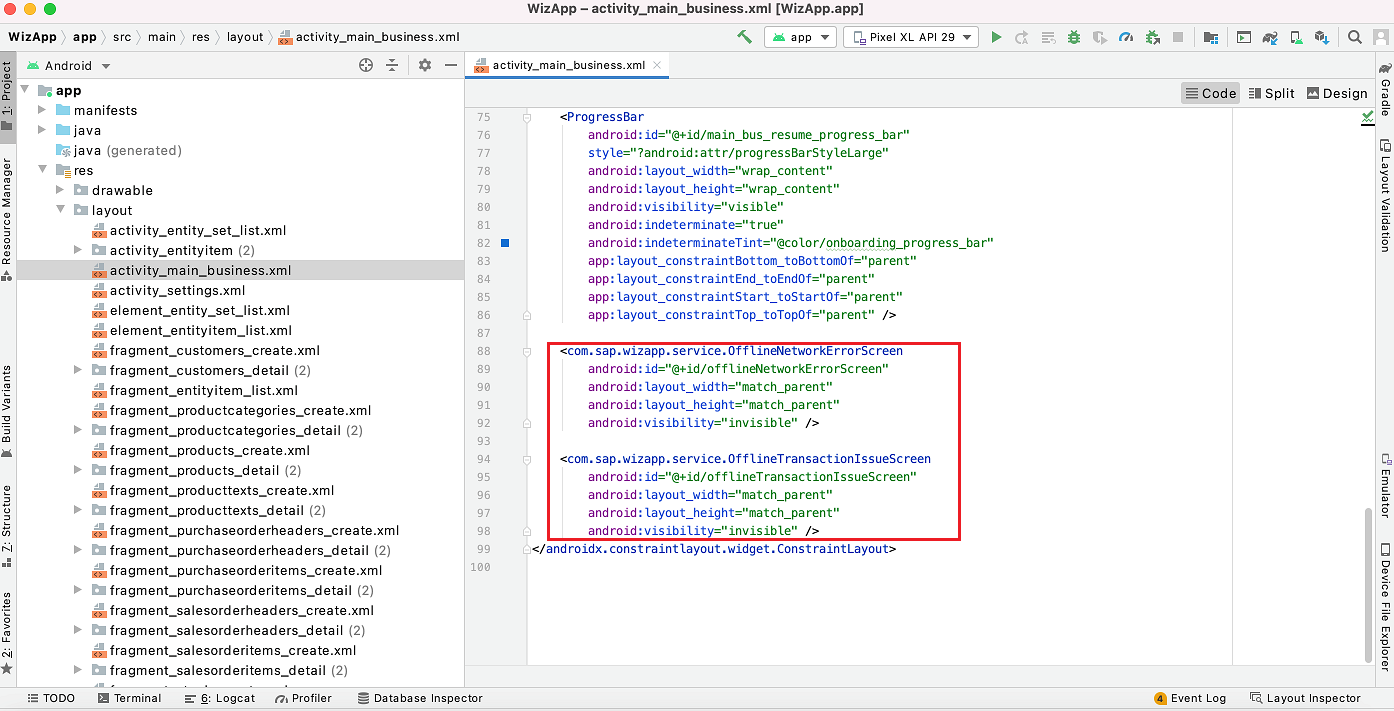 WizApp – activity_main_business.xml [WizApp.app]
WizApp app src main res layout activity_main_business.xml
app Pixel XL API 29
1: Project
Resource Manager
Build Variants
7: Structure
2: Favorites
Android
app
manifests
java
java (generated)
res
drawable
layout
activity_entity_set_list.xml
activity_entityitem (2)
activity_main_business.xml
activity_settings.xml
element_entity_set_list.xml
element_entityitem_list.xml
fragment_customers_create.xml
fragment_customers_detail (2)
fragment_entityitem_list.xml
fragment_productcategories_create.xml
fragment_productcategories_detail (2)
fragment_products_create.xml
fragment_products_detail (2)
fragment_producttexts_create.xml
fragment_producttexts_detail (2)
fragment_purchaseorderheaders_create.xml
fragment_purchaseorderheaders_detail (2)
fragment_purchaseorderitems_create.xml
fragment_purchaseorderitems_detail (2)
fragment_salesorderheaders_create.xml
fragment_salesorderheaders_detail (2)
fragment_salesorderitems_create.xml
fragment_salesorderitems_detail (2)
activity_main_business.xml
Code Split Design
75 <ProgressBar
76 android:id="@+id/main_bus_resume_progress_bar"
77 style="?android:attr/progressBarStyleLarge"
78 android:layout_width="wrap_content"
79 android:layout_height="wrap_content"
80 android:visibility="visible"
81 android:indeterminate="true"
82 android:indeterminateTint="@color/onboarding_progress_bar"
83 app:layout_constraintBottom_toBottomOf="parent"
84 app:layout_constraintEnd_toEndOf="parent"
85 app:layout_constraintStart_toStartOf="parent"
86 app:layout_constraintTop_toTopOf="parent" />
87
88 <com.sap.wizapp.service.OfflineNetworkErrorScreen
89 android:id="@+id/offlineNetworkErrorScreen"
90 android:layout_width="match_parent"
91 android:layout_height="match_parent"
92 android:visibility="invisible" />
93
94 <com.sap.wizapp.service.OfflineTransactionIssueScreen
95 android:id="@+id/offlineTransactionIssueScreen"
96 android:layout_width="match_parent"
97 android:layout_height="match_parent"
98 android:visibility="invisible" />
99 </androidx.constraintlayout.widget.ConstraintLayout>
100
Gradle
Layout Validation
Emulator
Device File Explorer
TODO Terminal 6: Logcat Profiler Database Inspector 4 Event Log Layout Inspector